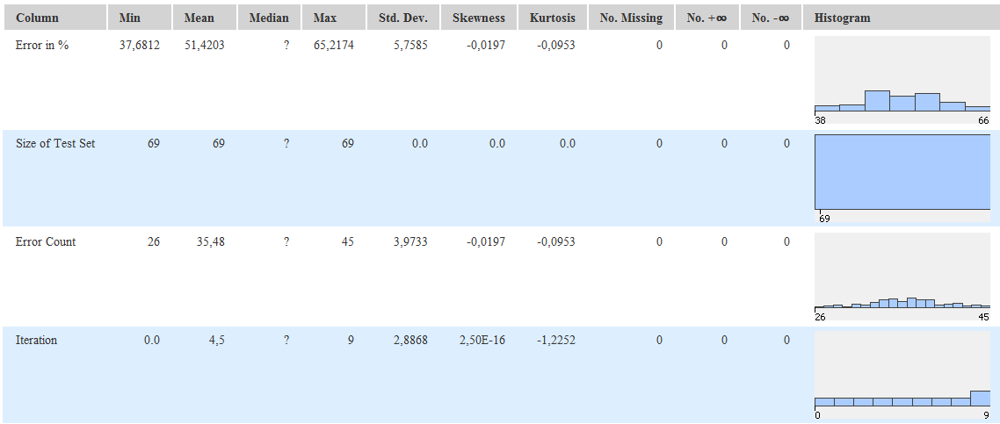 Column Min Mean Median Max Std. Dev. Skewness Kurtosis No. Missing No. +∞ No. -∞ Histogram
Error in % 37,6812 51,4203 ? 65,2174 5,7585 -0,0197 -0,0953 0 0 0
38 66
Size of Test Set 69 69 ? 69 0.0 0.0 0.0 0 0 0
69
Error Count 26 35,48 ? 45 3,9733 -0,0197 -0,0953 0 0 0
26 45
Iteration 0.0 4,5 ? 9 2,8868 2,50E-16 -1,2252 0 0 0
0 9